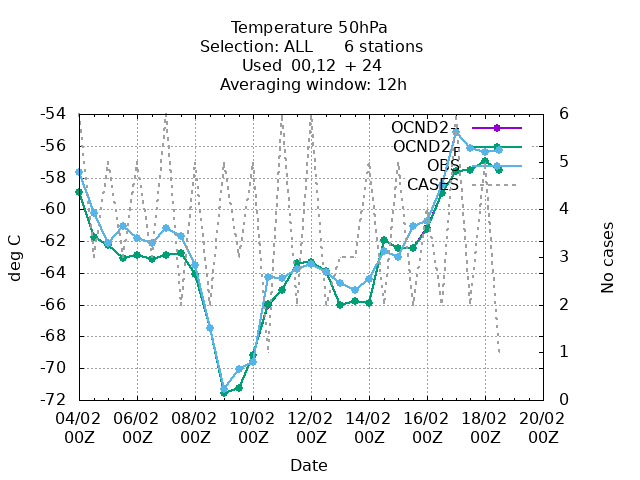 Temperature 50hPa
Selection: ALL      6 stations
Used  00,12  + 24
Averaging window: 12h
-54
-56
-58
-60
-62
-64
-66
-68
-70
-72
deg C
6
5
4
3
2
1
0
No cases
OCND2-
OCND2+
OBS
CASES
04/02 06/02 08/02 10/02 12/02 14/02 16/02 18/02 20/02
00Z 00Z 00Z 00Z 00Z 00Z 00Z 00Z 00Z
Date